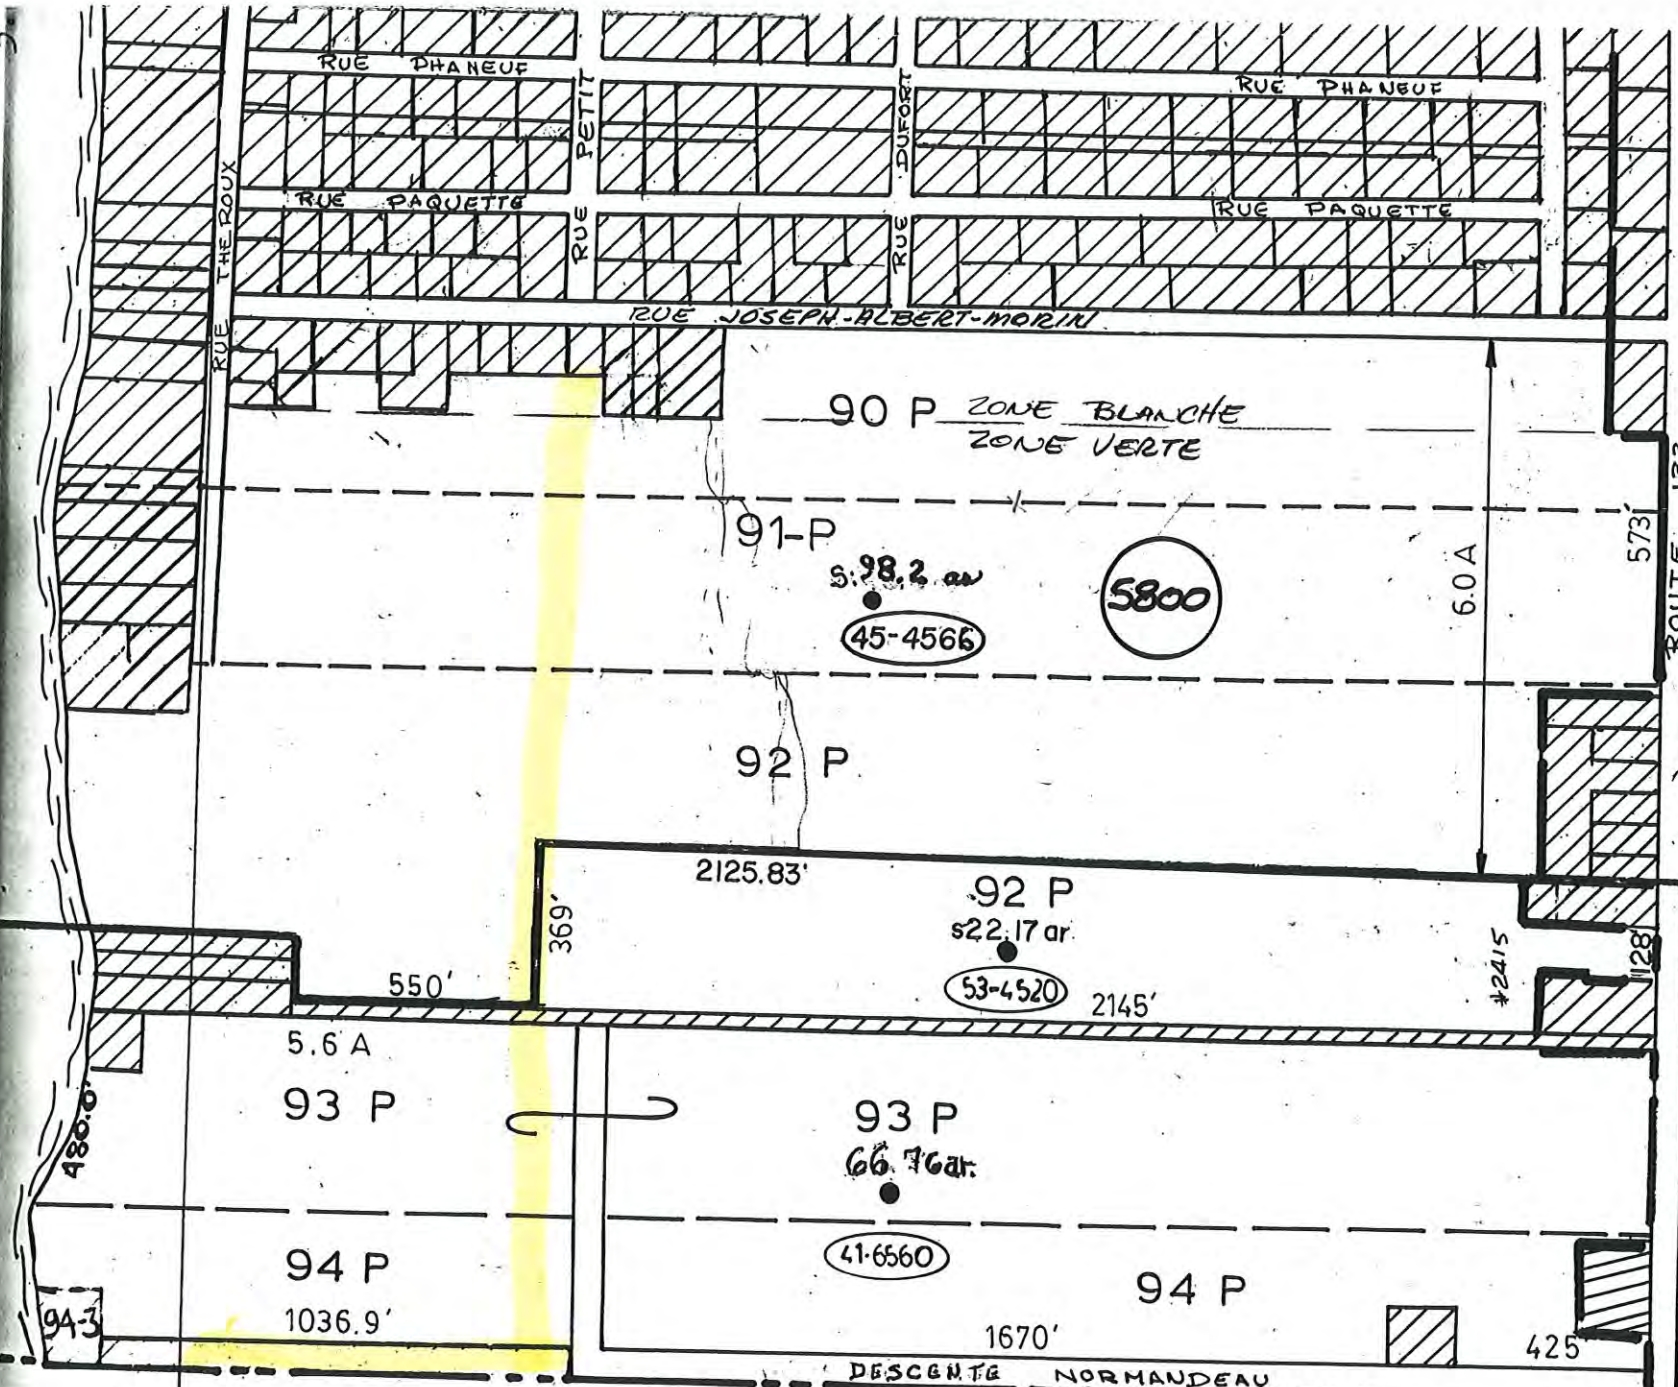 RUE PHANEUF
RUE PHANEUF
RUE PETIT
RUE DUFORT
RUE THEROUX
RUE PAQUETTE
RUE PAQUETTE
RUE JOSEPH-ALBERT-MORIN
90 P ZONE BLANCHE
ZONE VERTE
91-P
s:98.2 ar
45-4566
5800
6.0 A
573'
ROUTE
92 P
2125.83'
92 P
s22.17 ar.
53-4520
369'
550'
2145'
#2415
128'
5.6 A
93 P
93 P
66.76ar.
480.6'
41-6560
94 P
94 P
94-3
1036.9'
1670'
425'
DESCENTE NORMANDEAU